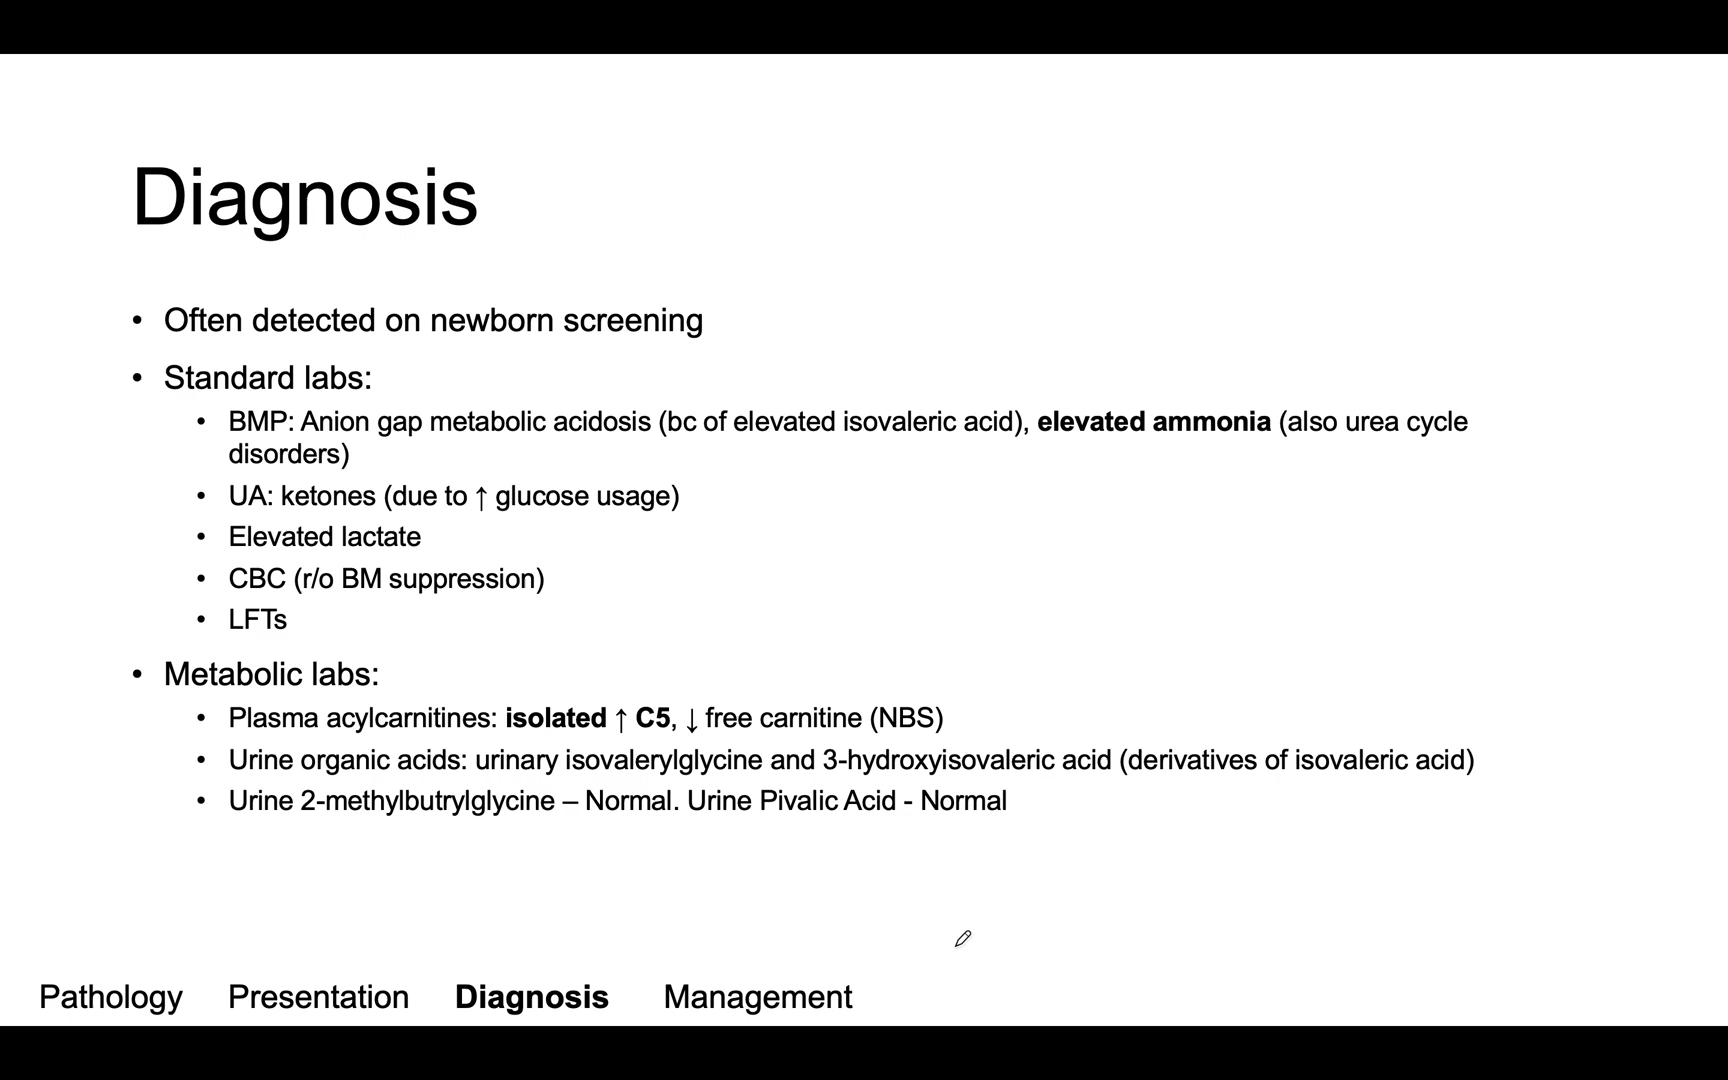 Diagnosis
• Often detected on newborn screening
• Standard labs:
• BMP: Anion gap metabolic acidosis (bc of elevated isovaleric acid), elevated ammonia (also urea cycle
disorders)
• UA: ketones (due to ↑ glucose usage)
• Elevated lactate
• CBC (r/o BM suppression)
• LFTs
• Metabolic labs:
• Plasma acylcarnitines: isolated ↑ C5, ↓ free carnitine (NBS)
• Urine organic acids: urinary isovalerylglycine and 3-hydroxyisovaleric acid (derivatives of isovaleric acid)
• Urine 2-methylbutrylglycine – Normal. Urine Pivalic Acid - Normal
Pathology Presentation Diagnosis Management